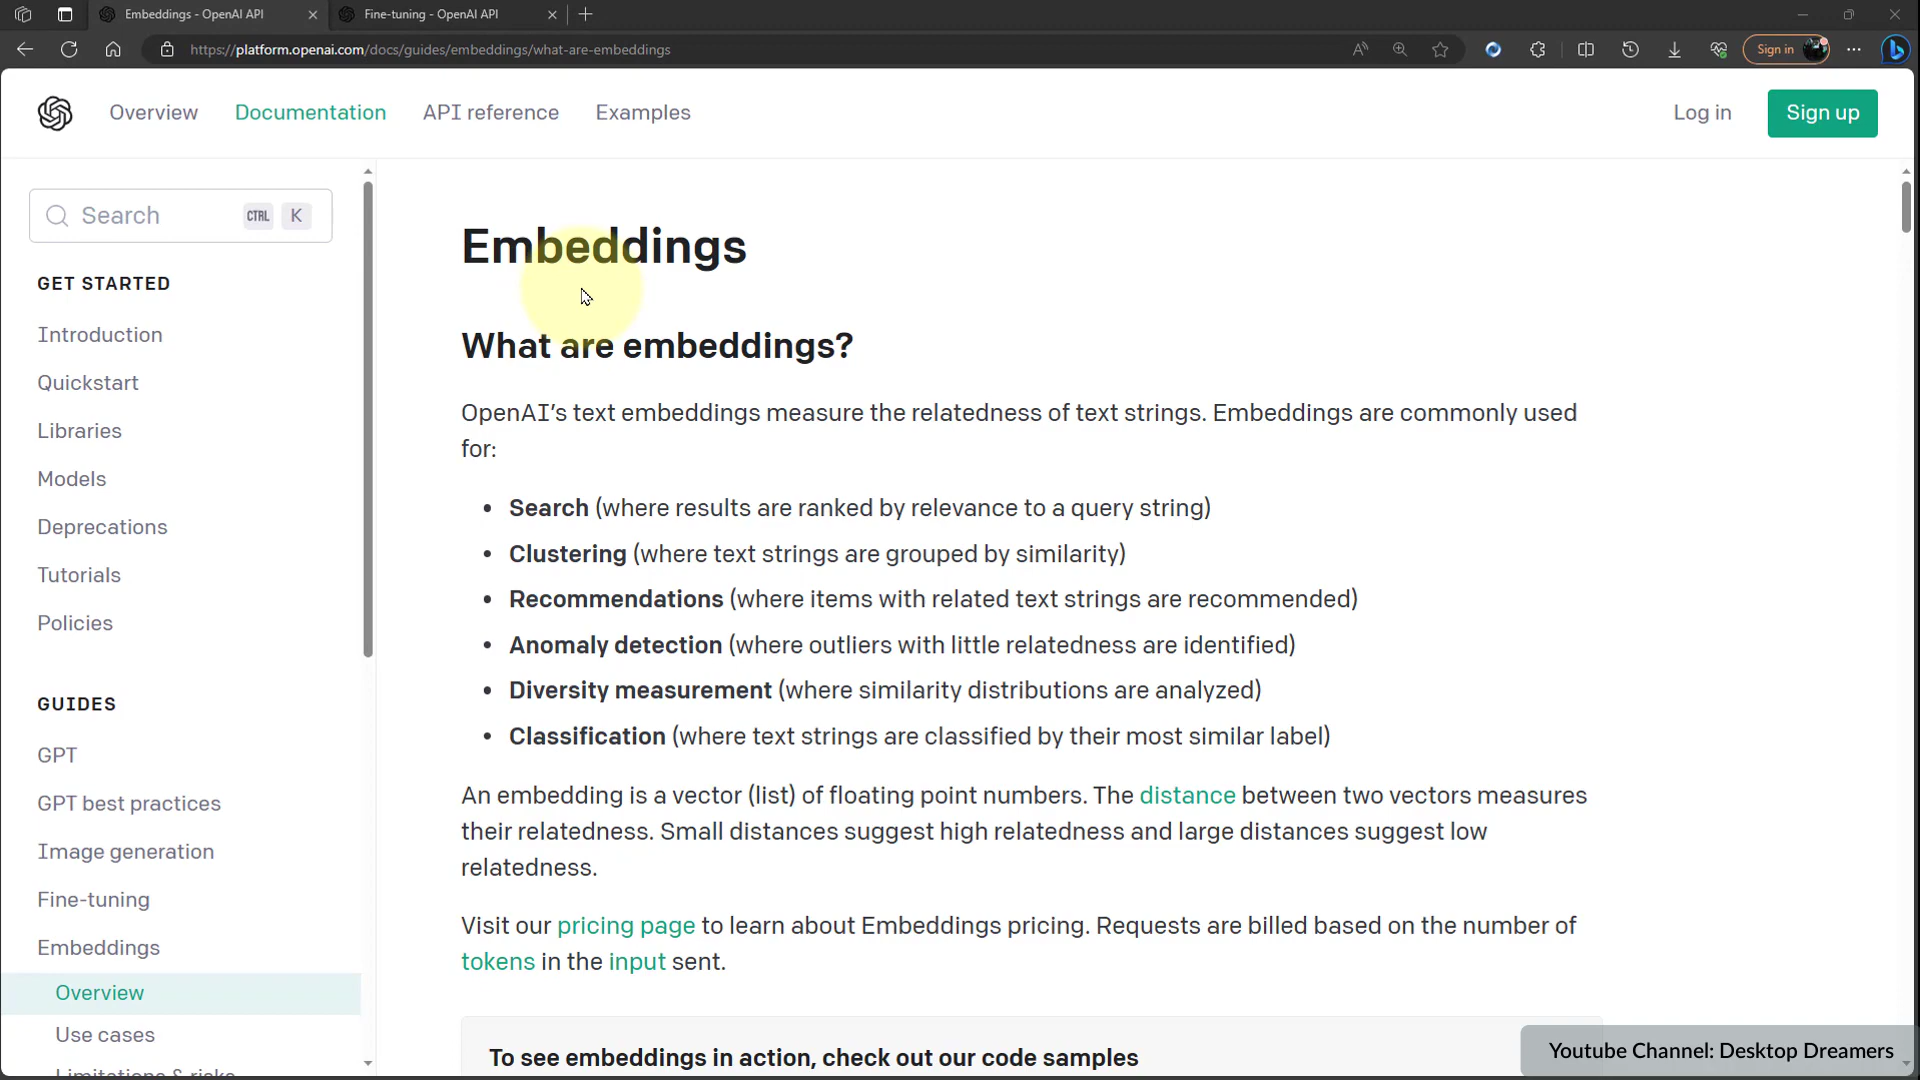 Embeddings - OpenAI API
Fine-tuning - OpenAI API
https://platform.openai.com/docs/guides/embeddings/what-are-embeddings
Sign in
Overview
Documentation
API reference
Examples
Log in
Sign up
Search
CTRL
K
GET STARTED
Introduction
Quickstart
Libraries
Models
Deprecations
Tutorials
Policies
GUIDES
GPT
GPT best practices
Image generation
Fine-tuning
Embeddings
Overview
Use cases
Limitations & risks
Embeddings
What are embeddings?
OpenAI’s text embeddings measure the relatedness of text strings. Embeddings are commonly used
for:
• Search (where results are ranked by relevance to a query string)
• Clustering (where text strings are grouped by similarity)
• Recommendations (where items with related text strings are recommended)
• Anomaly detection (where outliers with little relatedness are identified)
• Diversity measurement (where similarity distributions are analyzed)
• Classification (where text strings are classified by their most similar label)
An embedding is a vector (list) of floating point numbers. The distance between two vectors measures
their relatedness. Small distances suggest high relatedness and large distances suggest low
relatedness.
Visit our pricing page to learn about Embeddings pricing. Requests are billed based on the number of
tokens in the input sent.
To see embeddings in action, check out our code samples
Youtube Channel: Desktop Dreamers